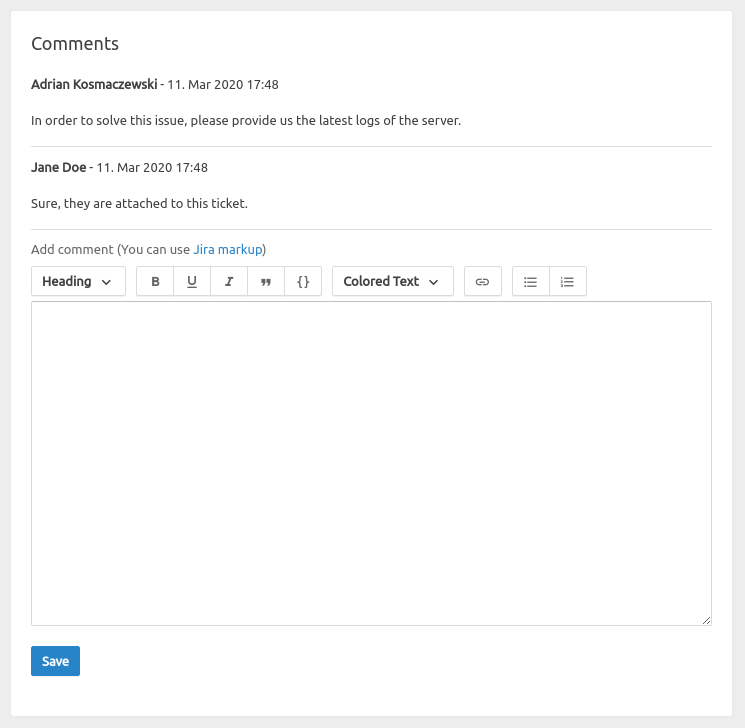 Comments
Adrian Kosmaczewski - 11. Mar 2020 17:48
In order to solve this issue, please provide us the latest logs of the server.
Jane Doe - 11. Mar 2020 17:48
Sure, they are attached to this ticket.
Add comment (You can use Jira markup)
Heading B U I " {} Colored Text
Save